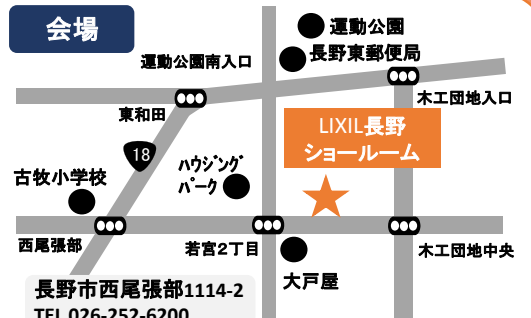 会場
運動公園
長野東郵便局
運動公園南入口
木工団地入口
東和田
LIXIL長野
ショールーム
18
ハウジング
パーク
古牧小学校
西尾張部
若宮2丁目
木工団地中央
大戸屋
長野市西尾張部1114-2
TEL 026-252-6200